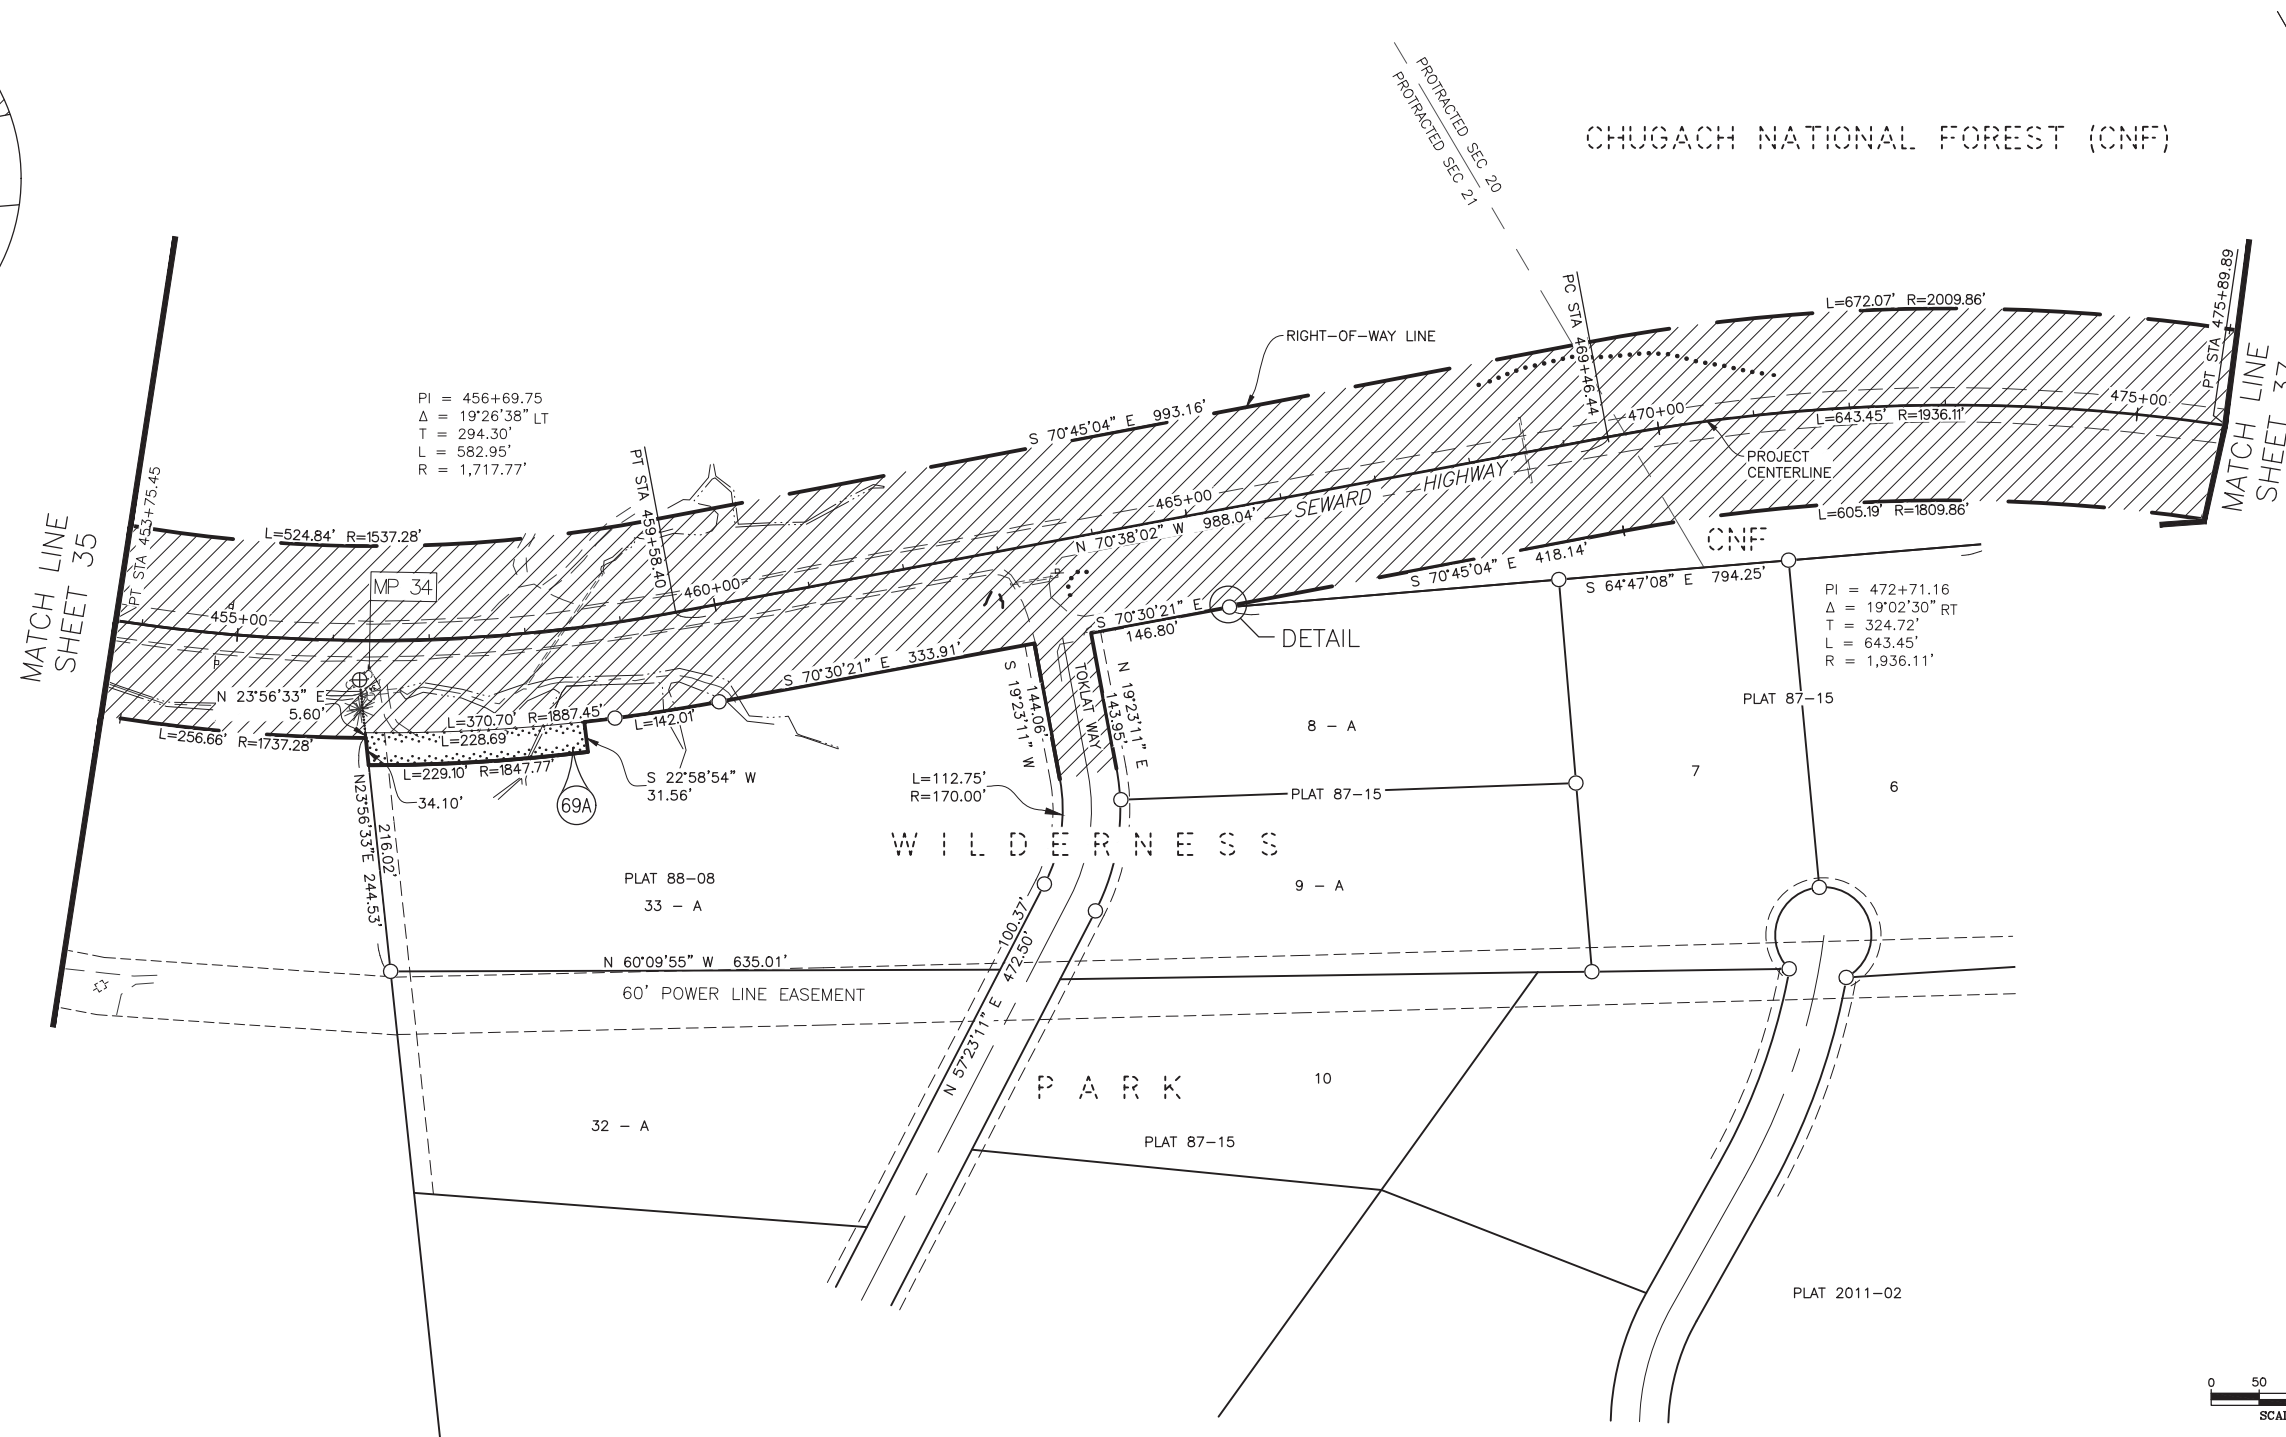 PROTRACTED SEC 20
PROTRACTED SEC 21
CHUGACH NATIONAL FOREST (CNF)
MATCH LINE
SHEET 35
PT STA 453+75.45
PI = 456+69.75
Δ = 19°26'38" LT
T = 294.30'
L = 582.95'
R = 1,717.77'
L=524.84' R=1537.28'
MP 34
455+00
PT STA 459+58.40
460+00
S 70°45'04" E 993.16'
RIGHT-OF-WAY LINE
465+00
N 70°38'02" W 988.04'
SEWARD HIGHWAY
PC STA 469+46.44
470+00
L=672.07' R=2009.86'
L=643.45' R=1936.11'
475+00
PT STA 475+89.89
MATCH LINE
SHEET 37
PROJECT
CENTERLINE
L=605.19' R=1809.86'
CNF
S 70°45'04" E 418.14'
S 64°47'08" E 794.25'
PI = 472+71.16
Δ = 19°02'30" RT
T = 324.72'
L = 643.45'
R = 1,936.11'
S 70°30'21" E
146.80'
DETAIL
N 23°56'33" E
5.60'
L=256.66' R=1737.28'
L=370.70' R=1887.45'
L=228.69'
L=142.01'
L=229.10' R=1847.77'
S 70°30'21" E 333.91'
34.10'
69A
S 22°58'54" W
31.56'
144.06'
S 19°23'11" W
TOKLAT WAY
N 19°23'11" E
143.95'
L=112.75'
R=170.00'
8 - A
PLAT 87-15
PLAT 87-15
7
6
N23°56'33"E 244.53'
216.02'
WILDERNESS
PLAT 88-08
33 - A
9 - A
100.37'
N 57°23'11" E 472.50'
N 60°09'55" W 635.01'
60' POWER LINE EASEMENT
PARK
10
32 - A
PLAT 87-15
PLAT 2011-02
0 50